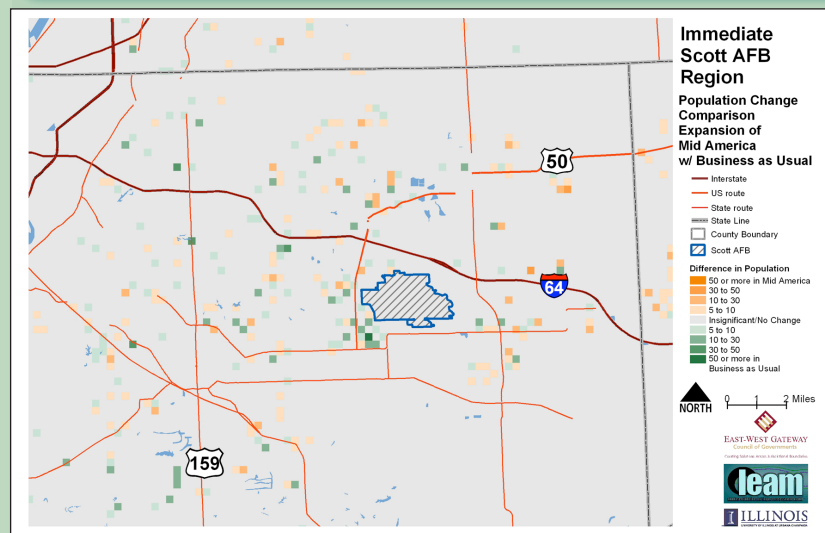 Immediate
Scott AFB
Region
Population Change
Comparison
Expansion of
Mid America
w/ Business as Usual
Interstate
US route
State route
State Line
County Boundary
Scott AFB
Difference in Population
50 or more in Mid America
30 to 50
10 to 30
5 to 10
Insignificant/No Change
5 to 10
10 to 30
30 to 50
50 or more in
Business as Usual
NORTH
0 1 2 Miles
EAST-WEST GATEWAY
Council of Governments
leam
ILLINOIS
50
64
159